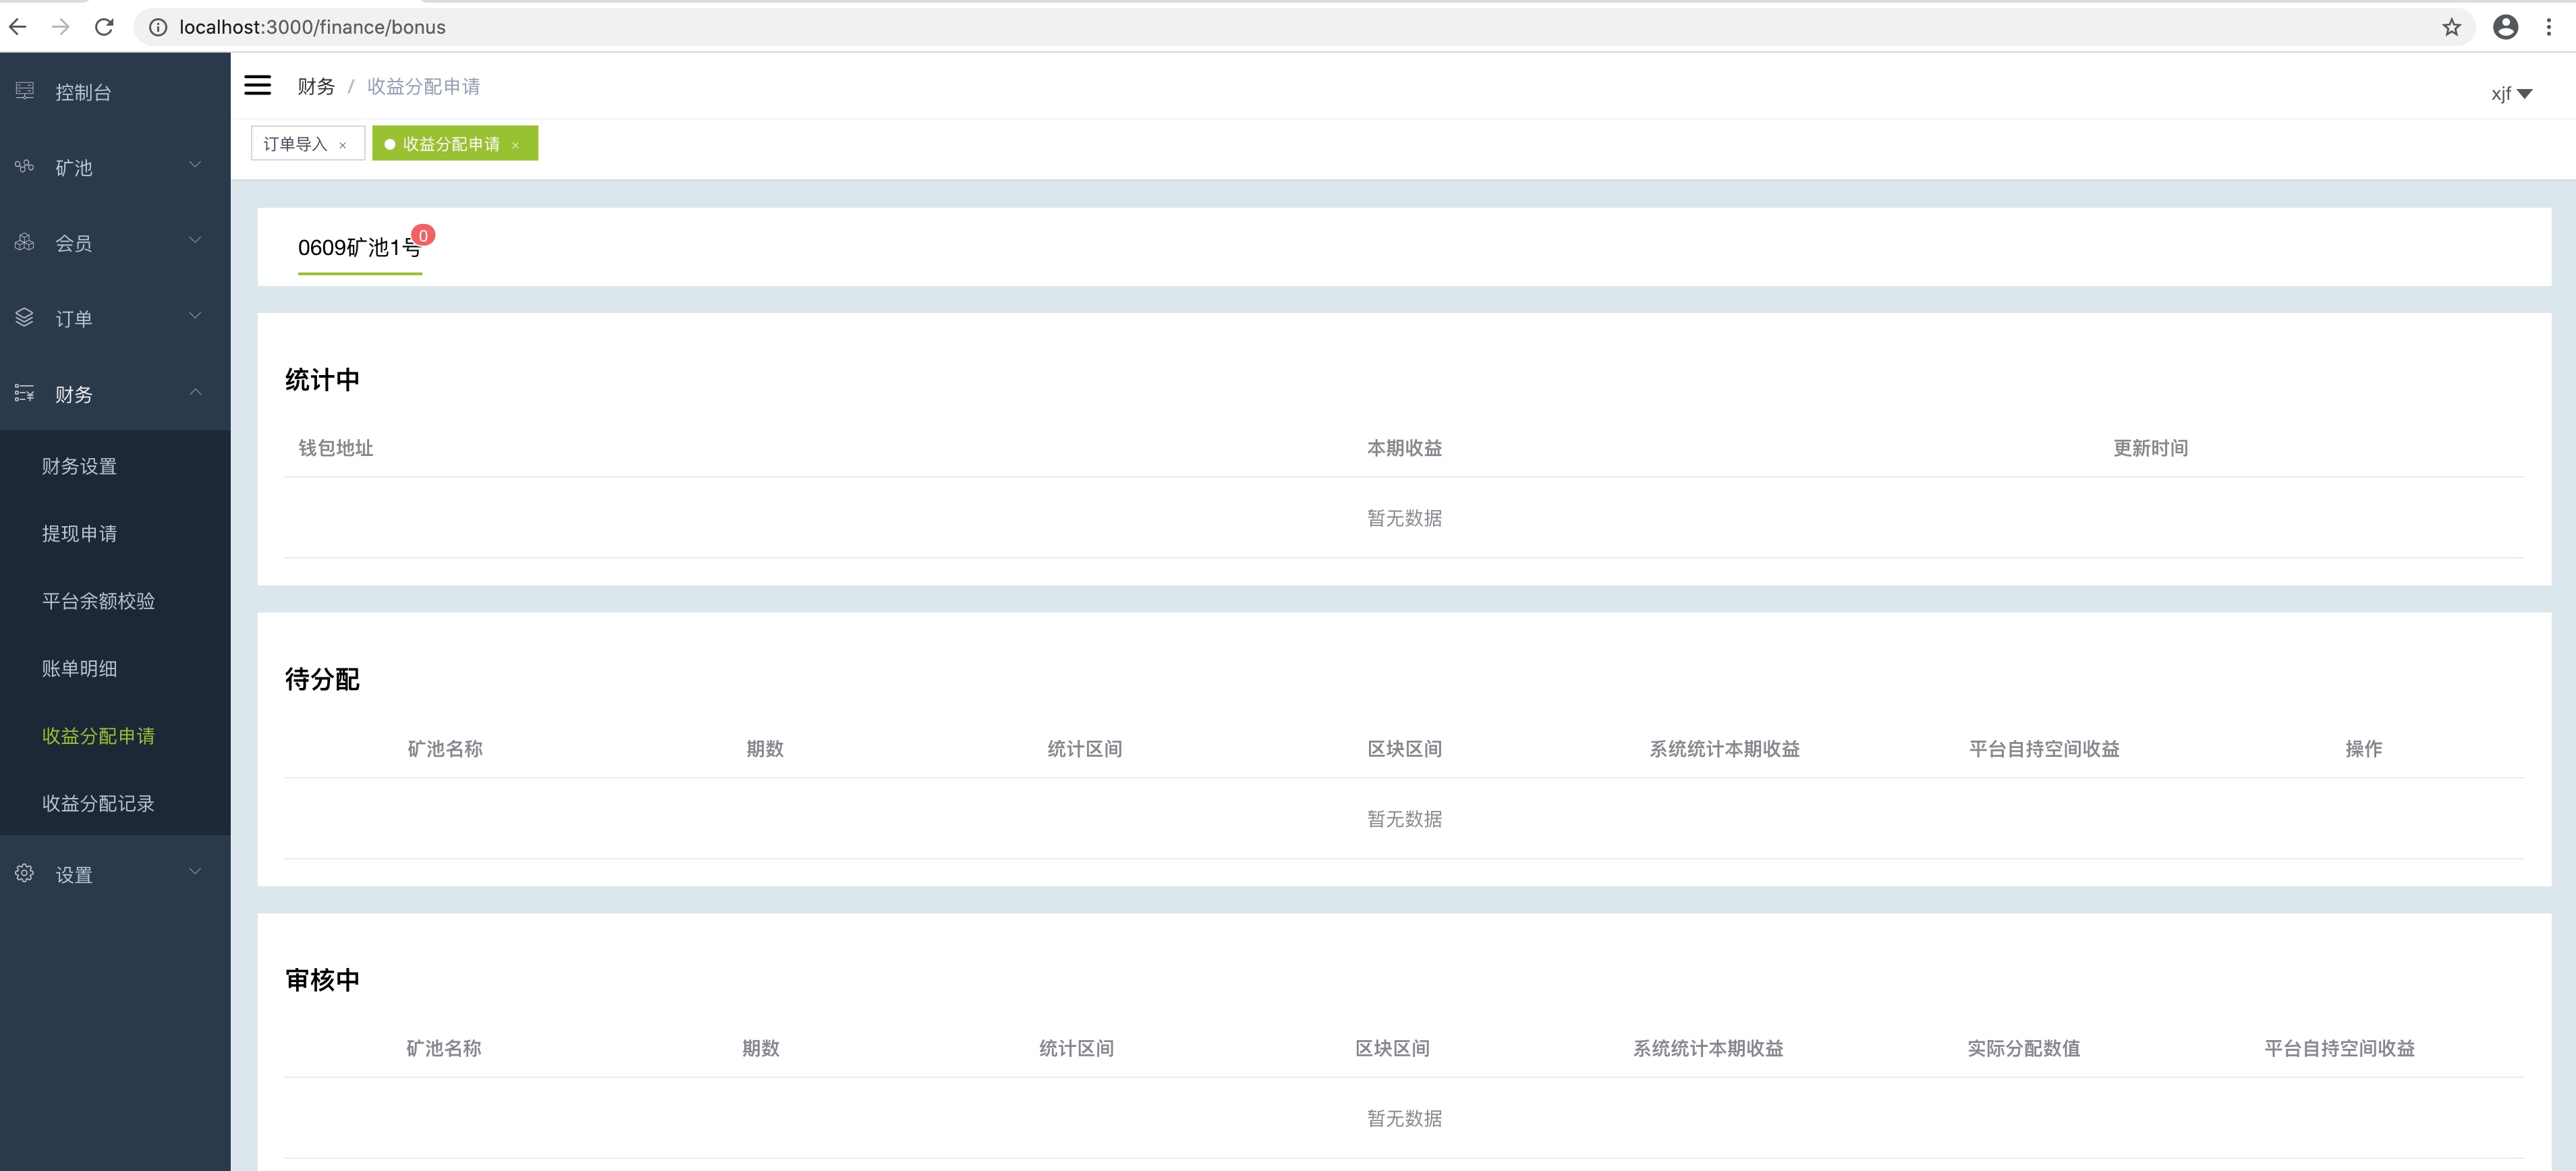 localhost:3000/finance/bonus
控制台
矿池
会员
订单
财务
财务设置
提现申请
平台余额校验
账单明细
收益分配申请
收益分配记录
设置
财务 / 收益分配申请
xjf
订单导入 ×
收益分配申请 ×
0609矿池1号
0
统计中
钱包地址 本期收益 更新时间
暂无数据
待分配
矿池名称 期数 统计区间 区块区间 系统统计本期收益 平台自持空间收益 操作
暂无数据
审核中
矿池名称 期数 统计区间 区块区间 系统统计本期收益 实际分配数值 平台自持空间收益
暂无数据